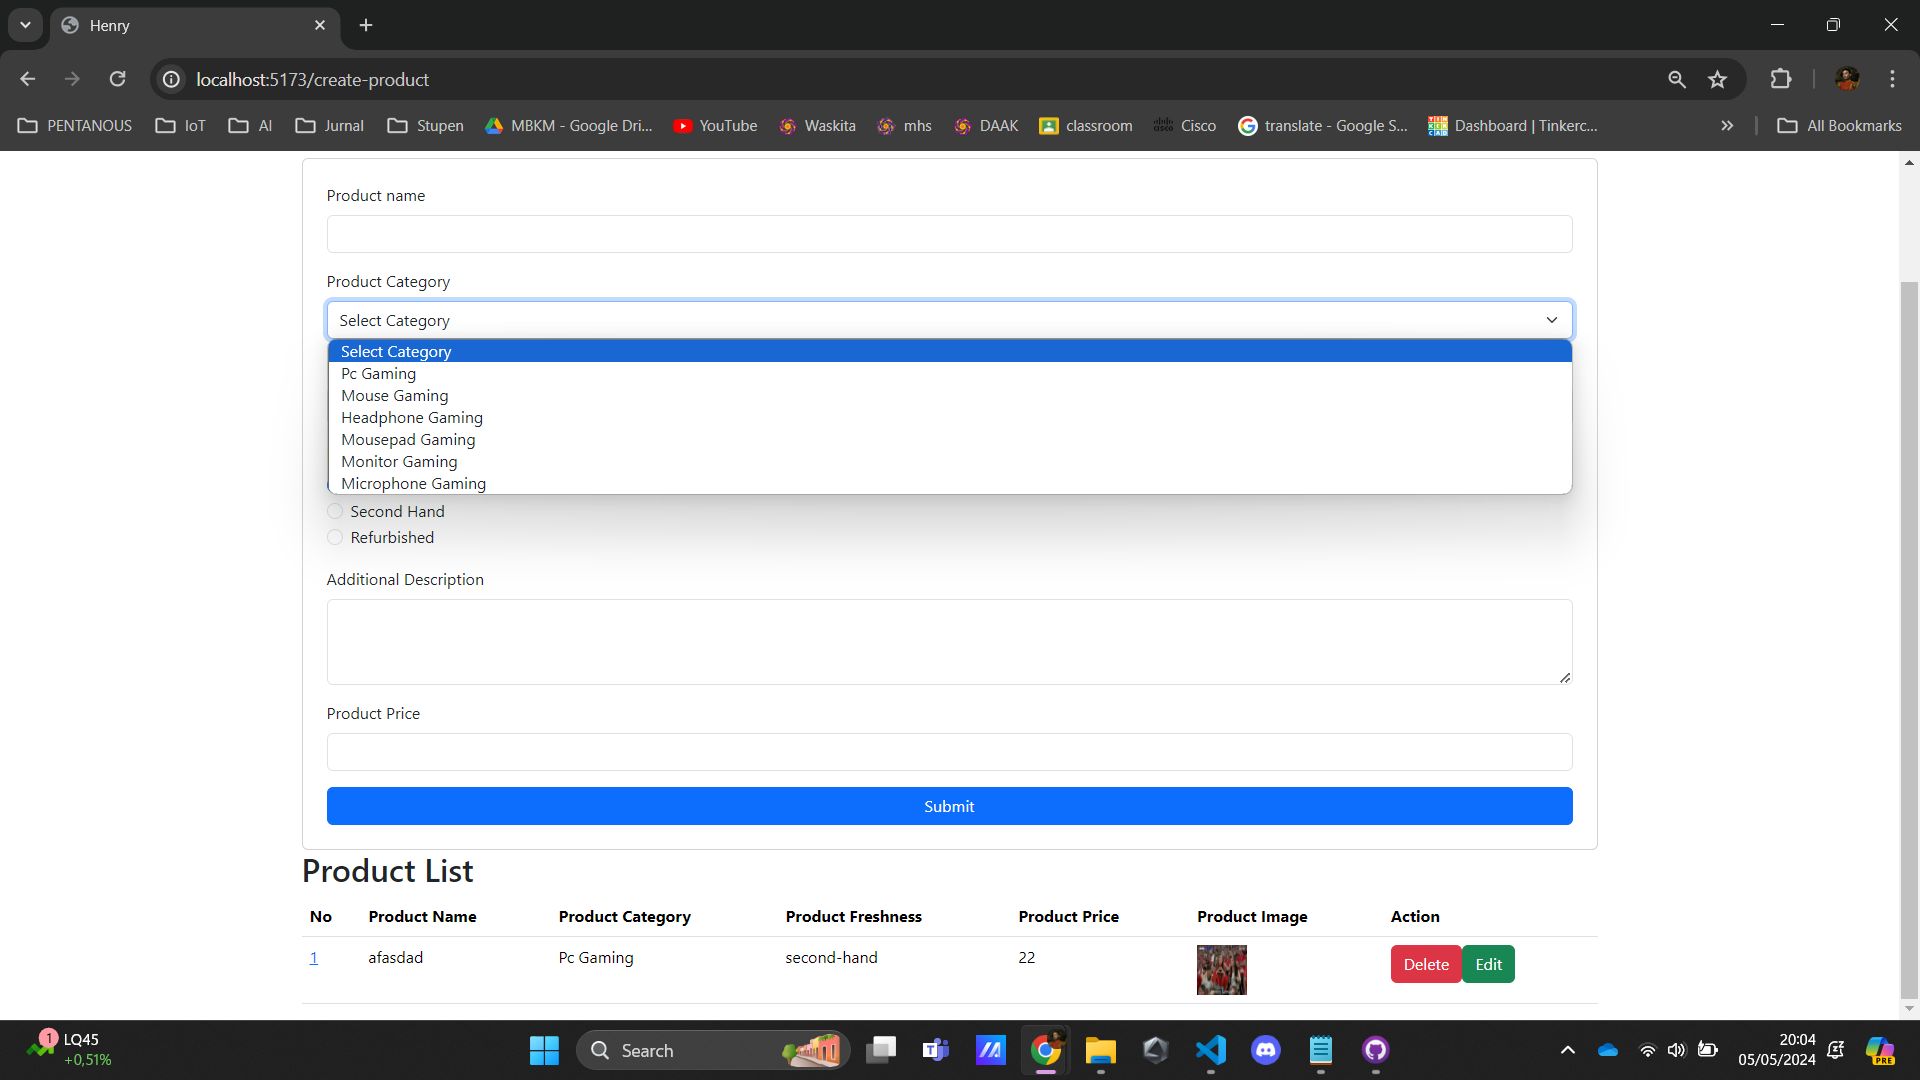 Henry
localhost:5173/create-product
PENTANOUS IoT AI Jurnal Stupen MBKM - Google Dri... YouTube Waskita mhs DAAK classroom Cisco translate - Google S... Dashboard | Tinkerc... All Bookmarks
Product name
Product Category
Select Category
Select Category
Pc Gaming
Mouse Gaming
Headphone Gaming
Mousepad Gaming
Monitor Gaming
Microphone Gaming
Second Hand
Refurbished
Additional Description
Product Price
Submit
Product List
No Product Name Product Category Product Freshness Product Price Product Image Action
1 afasdad Pc Gaming second-hand 22 Delete Edit
1 LQ45
+0,51%
Search
20:04
05/05/2024
PRE